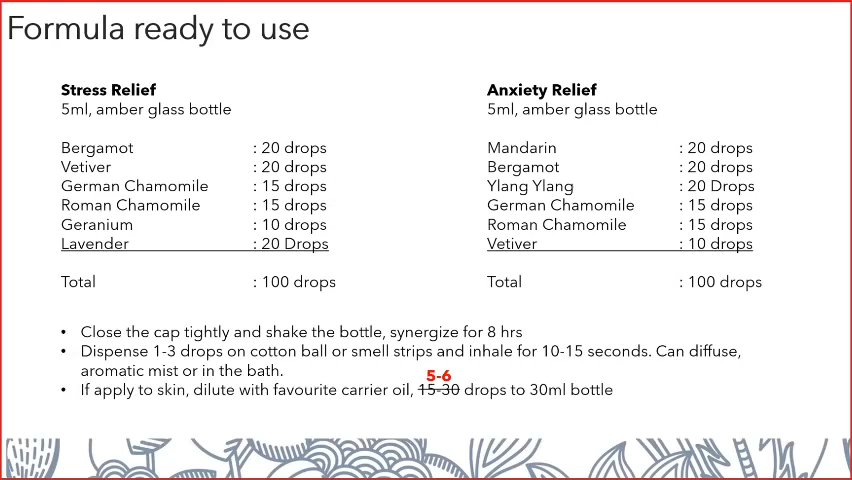 Formula ready to use
Stress Relief
5ml, amber glass bottle
Bergamot : 20 drops
Vetiver : 20 drops
German Chamomile : 15 drops
Roman Chamomile : 15 drops
Geranium : 10 drops
Lavender : 20 Drops
Total : 100 drops
Anxiety Relief
5ml, amber glass bottle
Mandarin : 20 drops
Bergamot : 20 drops
Ylang Ylang : 20 Drops
German Chamomile : 15 drops
Roman Chamomile : 15 drops
Vetiver : 10 drops
Total : 100 drops
• Close the cap tightly and shake the bottle, synergize for 8 hrs
• Dispense 1-3 drops on cotton ball or smell strips and inhale for 10-15 seconds. Can diffuse,
aromatic mist or in the bath.
5-6
• If apply to skin, dilute with favourite carrier oil, 15-30 drops to 30ml bottle